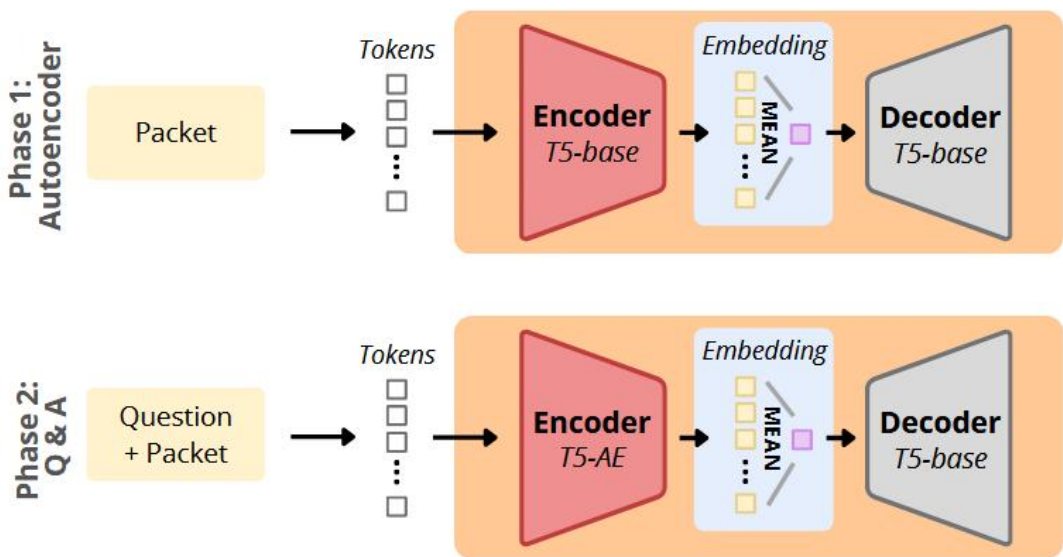 Phase 1:
Autoencoder
Packet
Tokens
...
Encoder
T5-base
Embedding
MEAN
...
Decoder
T5-base
Phase 2:
Q & A
Question
+ Packet
Tokens
...
Encoder
T5-AE
Embedding
MEAN
...
Decoder
T5-base